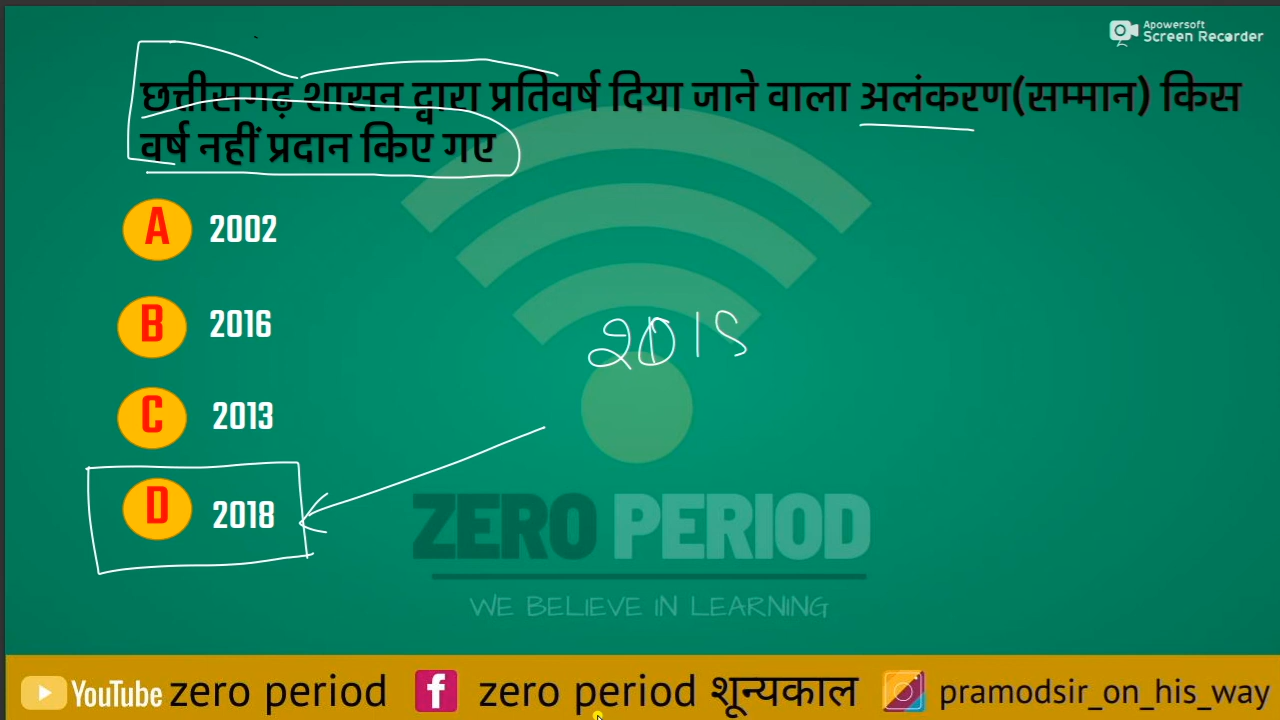 Apowersoft
Screen Recorder
छत्तीसगढ़ शासन द्वारा प्रतिवर्ष दिया जाने वाला अलंकरण(सम्मान) किस
वर्ष नहीं प्रदान किए गए
A 2002
B 2016
2018
C 2013
D 2018
ZERO PERIOD
WE BELIEVE IN LEARNING
YouTube zero period f zero period शून्यकाल pramodsir_on_his_way